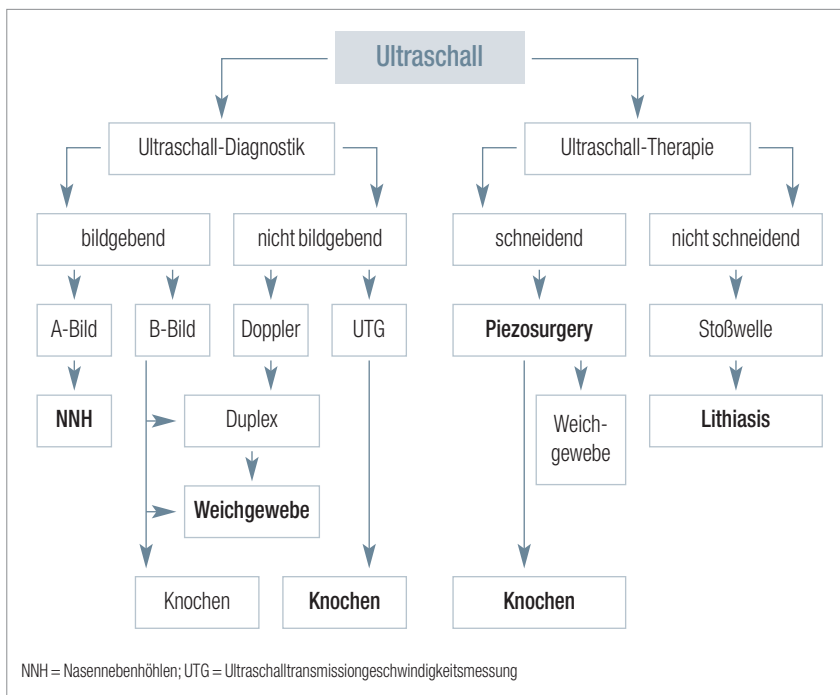 Ultraschall
Ultraschall-Diagnostik
Ultraschall-Therapie
bildgebend
nicht bildgebend
schneidend
nicht schneidend
A-Bild
B-Bild
Doppler
UTG
Piezosurgery
Stoßwelle
NNH
Duplex
Weich-
gewebe
Lithiasis
Weichgewebe
Knochen
Knochen
Knochen
NNH = Nasennebenhöhlen; UTG = Ultraschalltransmissiongeschwindigkeitsmessung